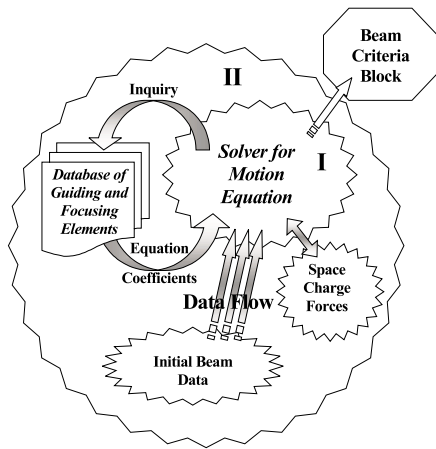 Beam
Criteria
Block
II
Inquiry
I
Solver for
Motion
Equation
Database of
Guiding and
Focusing
Elements
Equation
Coefficients
Space
Charge
Forces
Data Flow
Initial Beam
Data